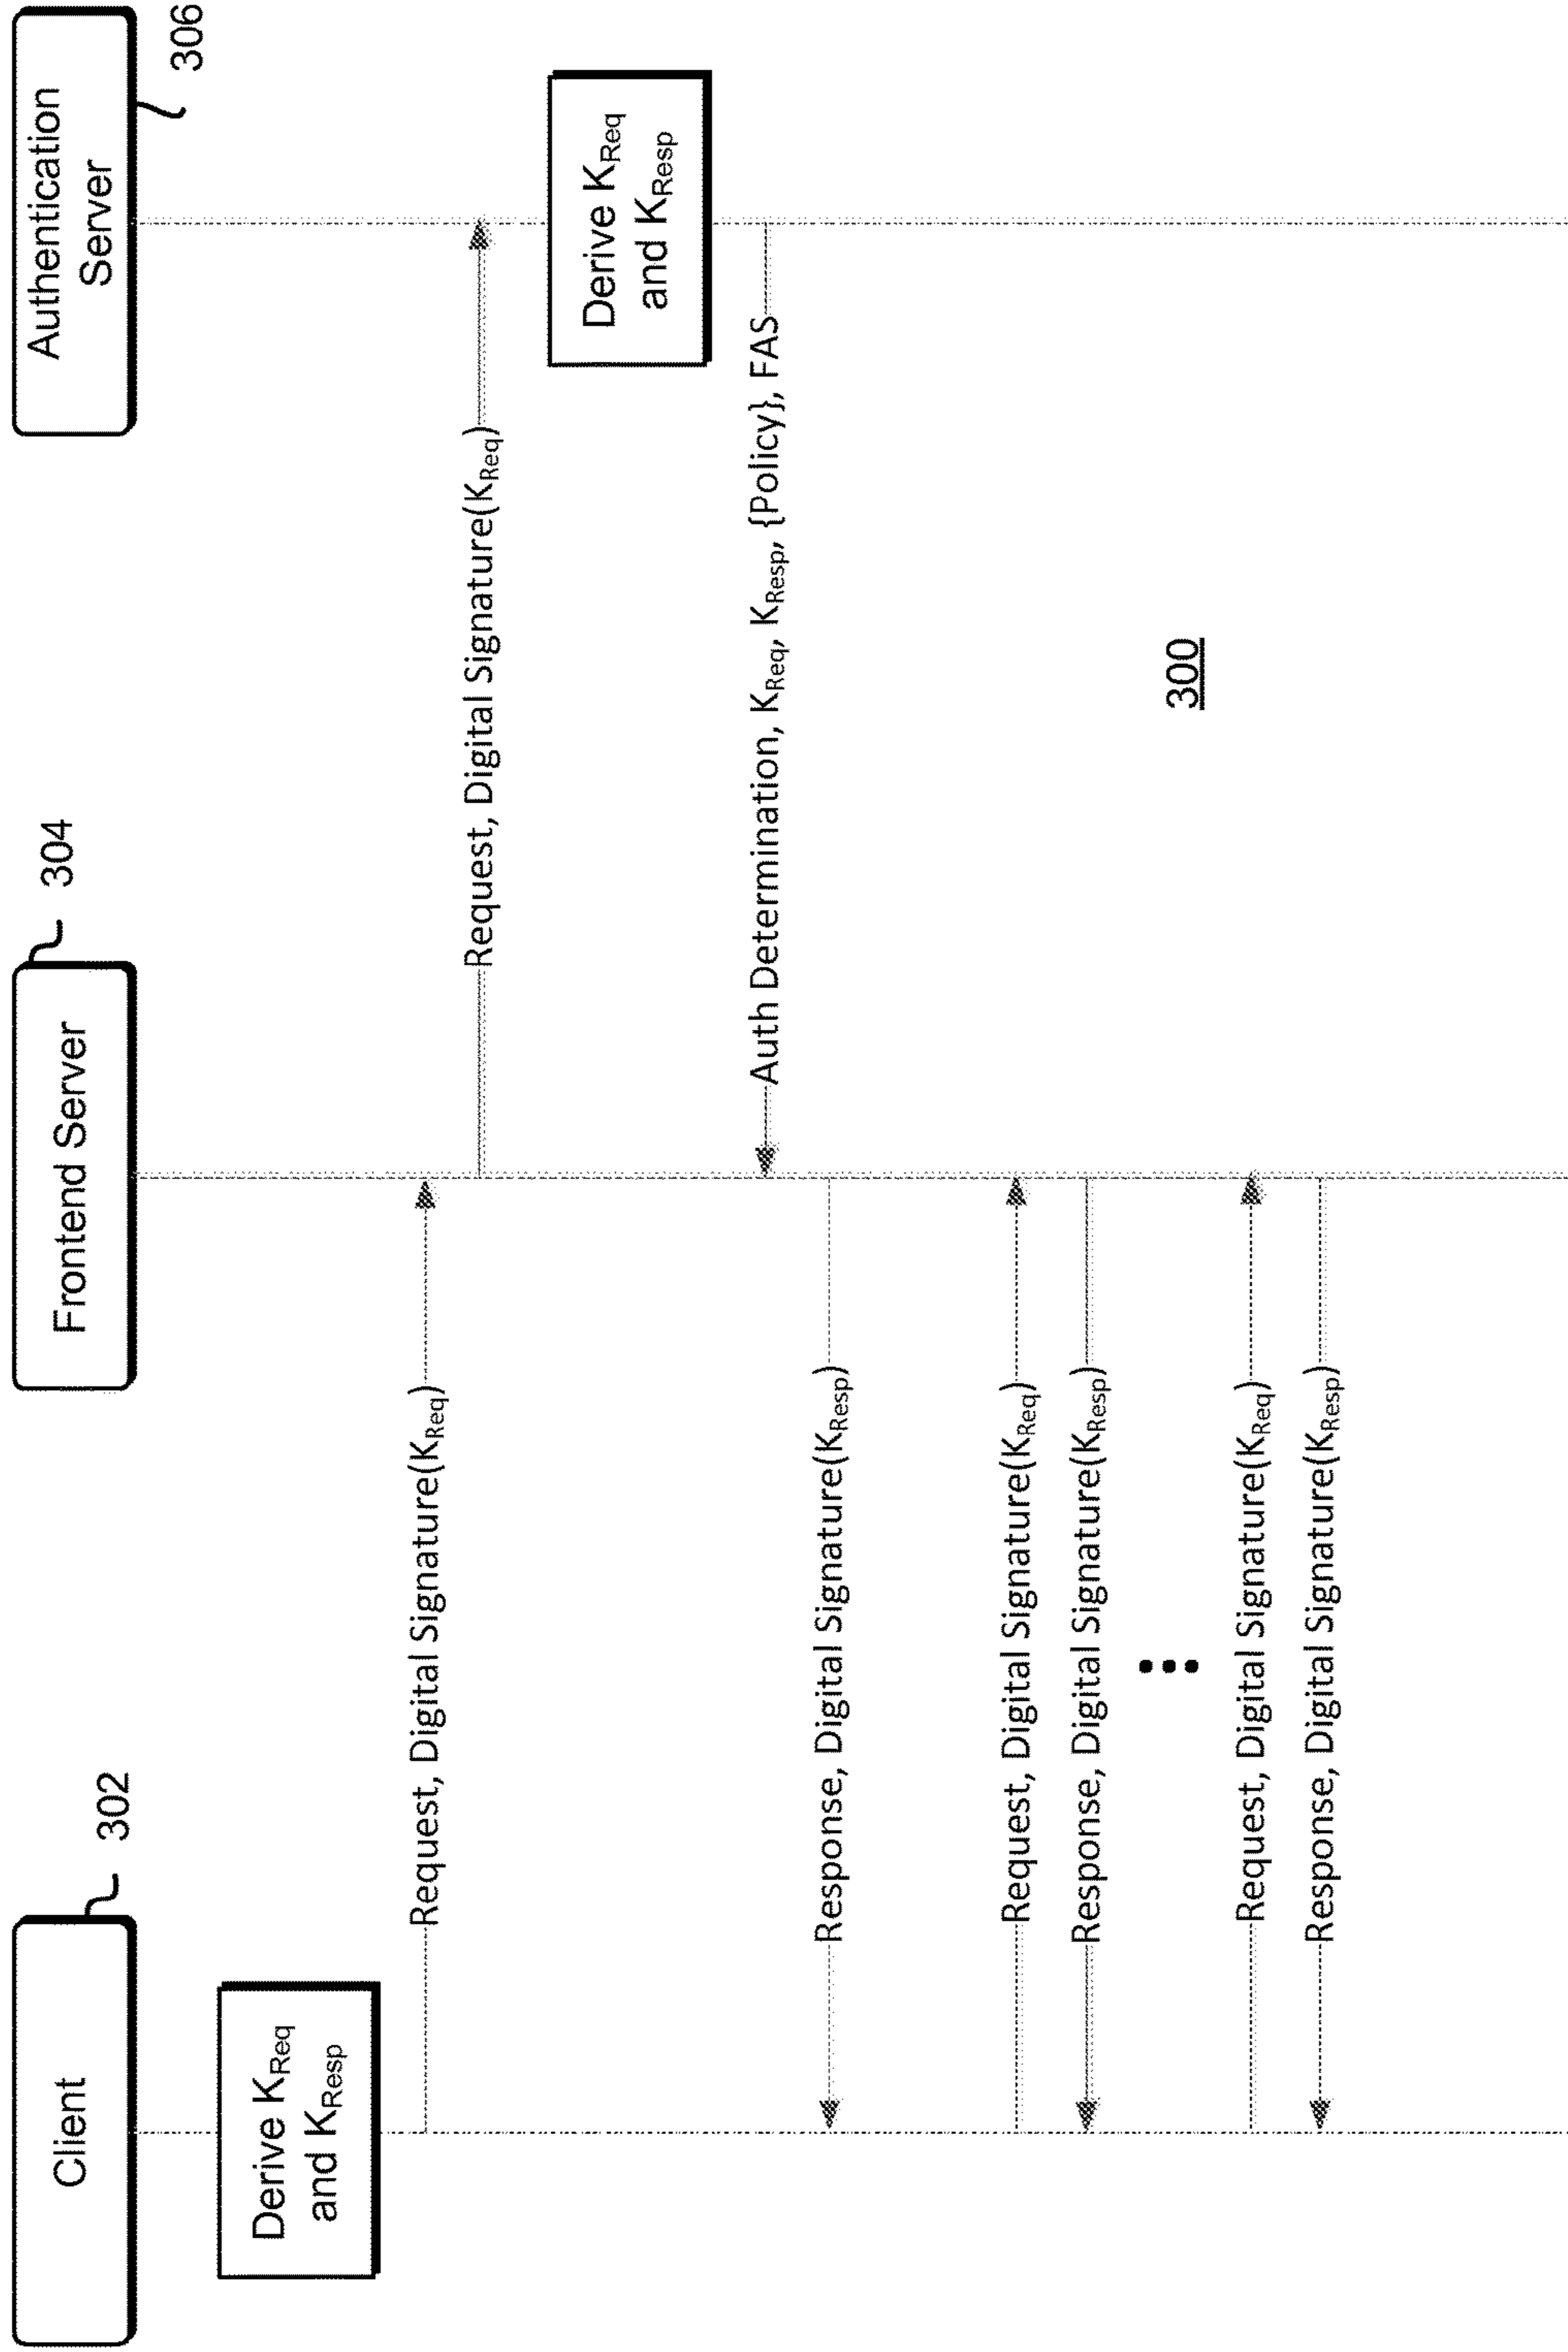 Client
302
Frontend Server
304
Authentication
Server
306
Derive KReq
and KResp
Request, Digital Signature(KReq)
Request, Digital Signature(KReq)
Derive KReq
and KResp
Auth Determination, KReq, KResp, {Policy}, FAS
Response, Digital Signature(KResp)
Request, Digital Signature(KReq)
Response, Digital Signature(KResp)
300
Request, Digital Signature(KReq)
Response, Digital Signature(KResp)